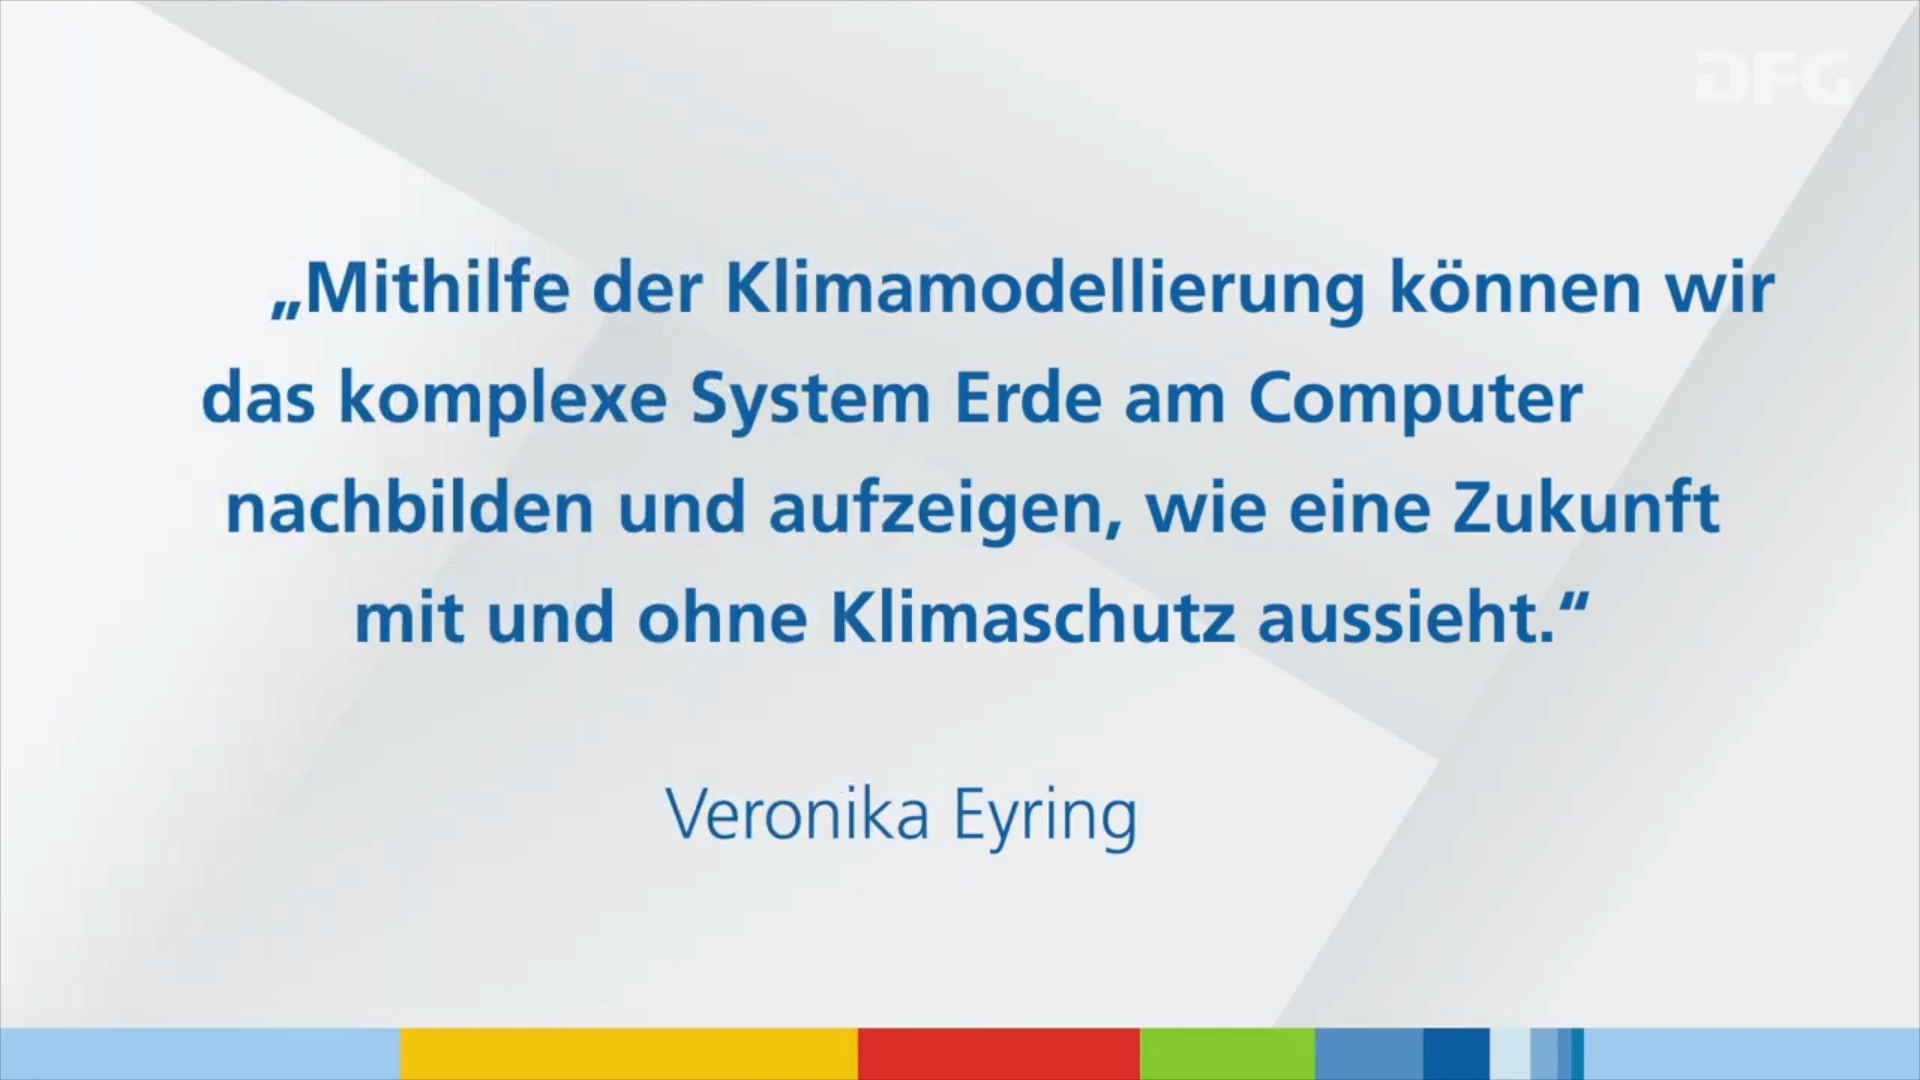 DFG
„Mithilfe der Klimamodellierung können wir
das komplexe System Erde am Computer
nachbilden und aufzeigen, wie eine Zukunft
mit und ohne Klimaschutz aussieht.“
Veronika Eyring